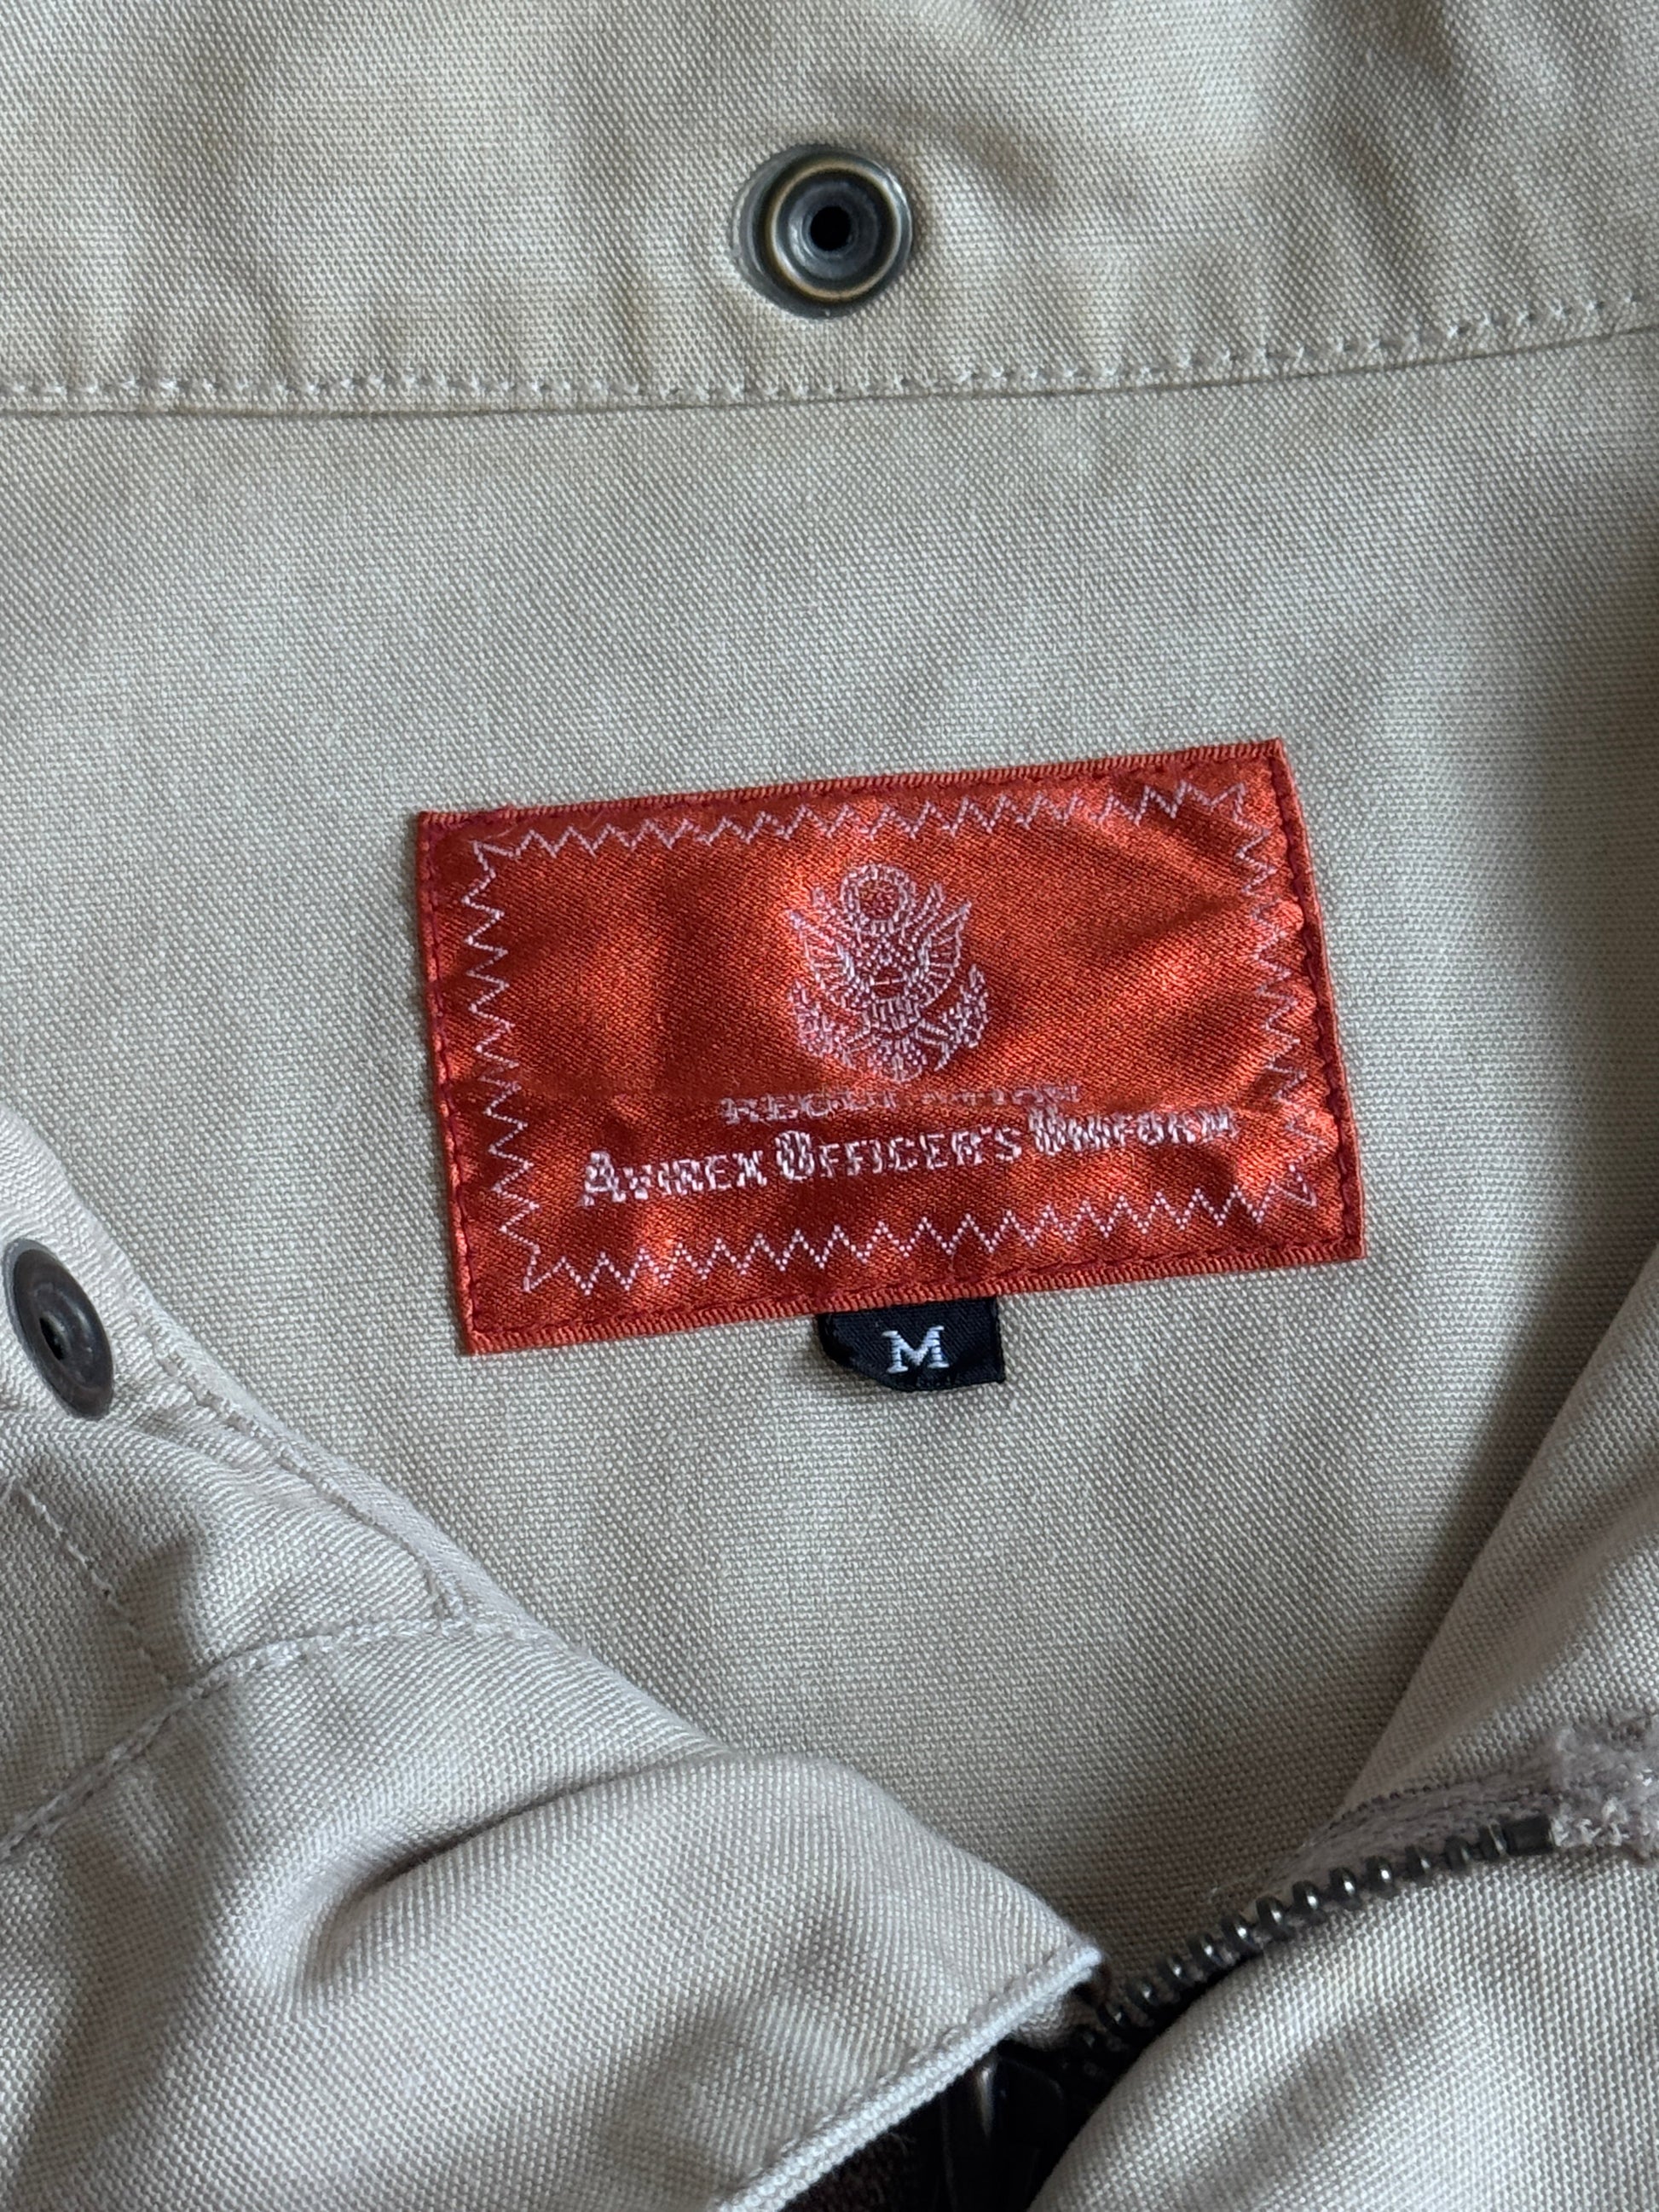 REGULATION
AVIREX OFFICER'S UNIFORM
M